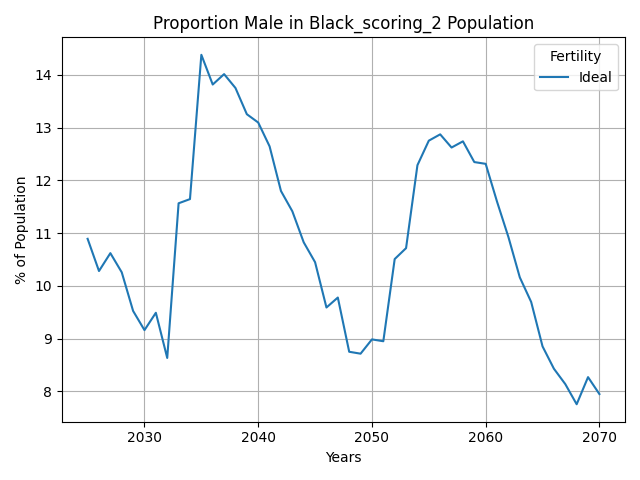 Proportion Male in Black_scoring_2 Population
Fertility
Ideal
% of Population
14
13
12
11
10
9
8
2030 2040 2050 2060 2070
Years